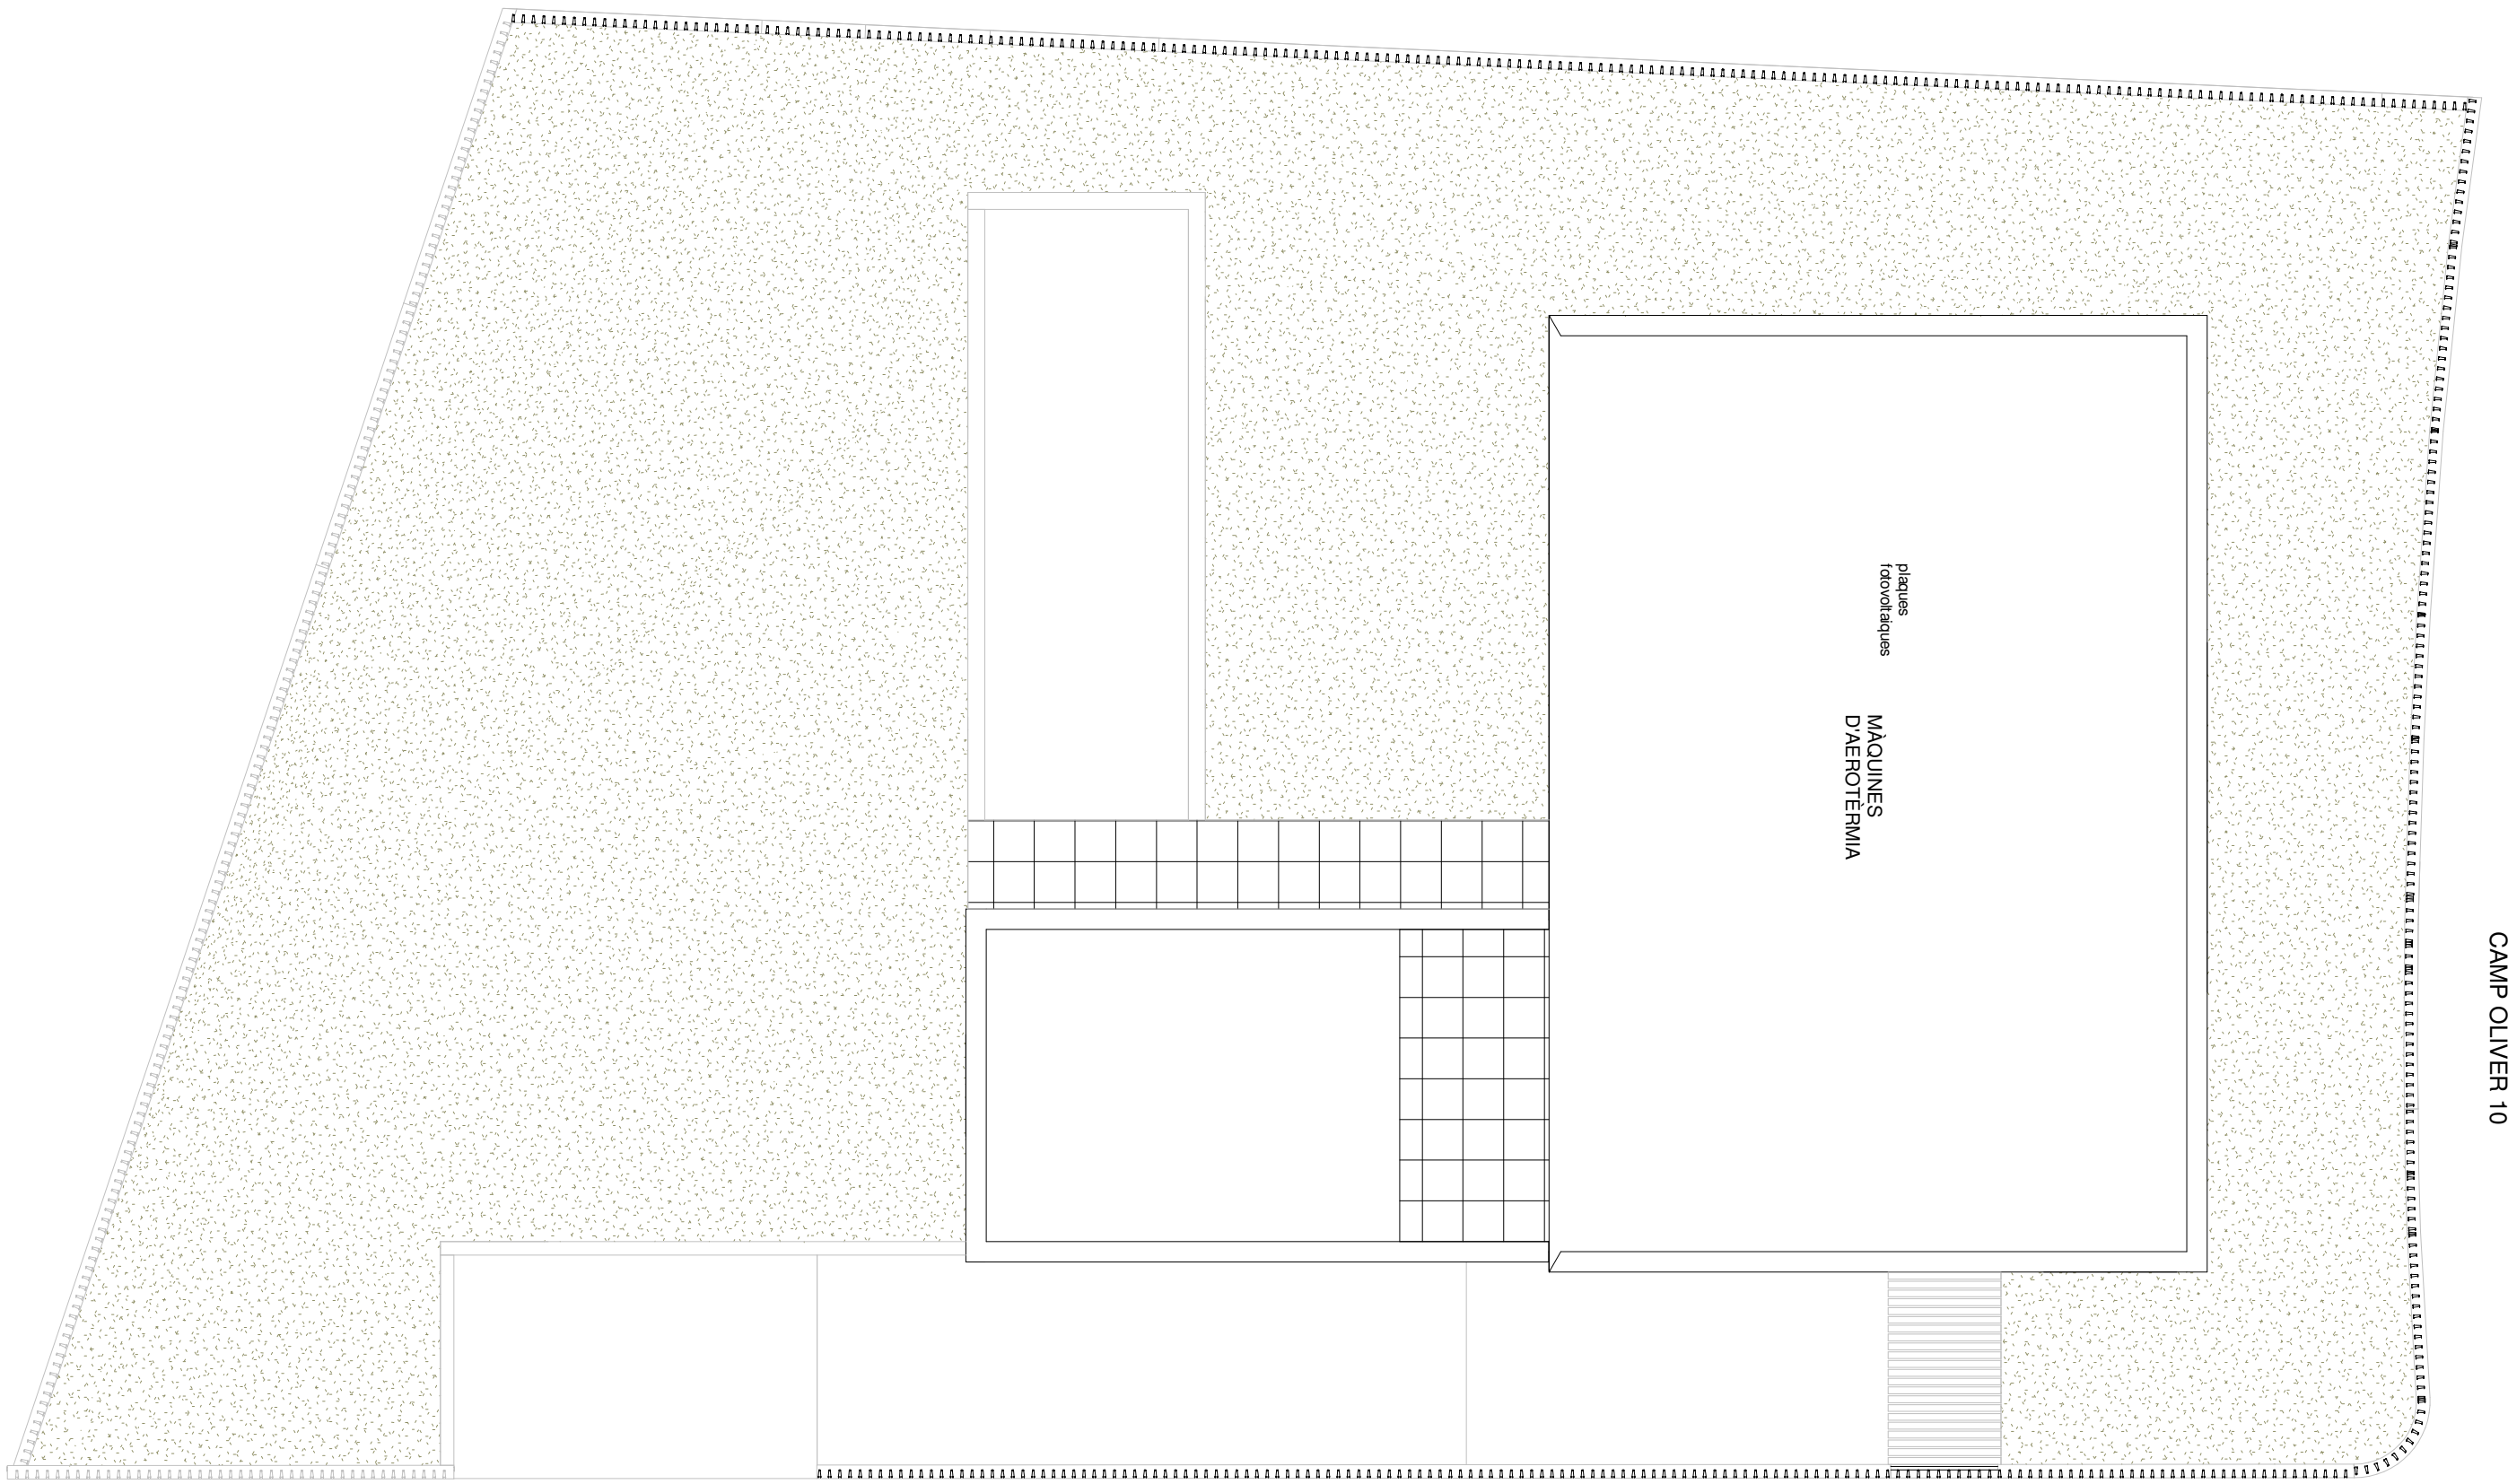 plaques
fotovoltaiques
MÀQUINES
D'AEROTÈRMIA
CAMP OLIVER 10